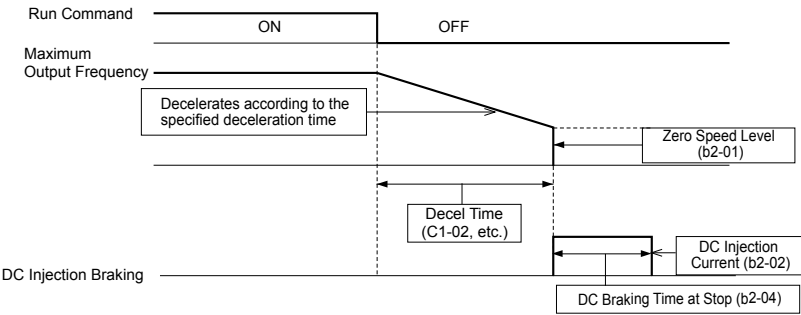 Run Command
ON
OFF
Maximum
Output Frequency
Decelerates according to the
specified deceleration time
Zero Speed Level
(b2-01)
Decel Time
(C1-02, etc.)
DC Injection
Current (b2-02)
DC Injection Braking
DC Braking Time at Stop (b2-04)